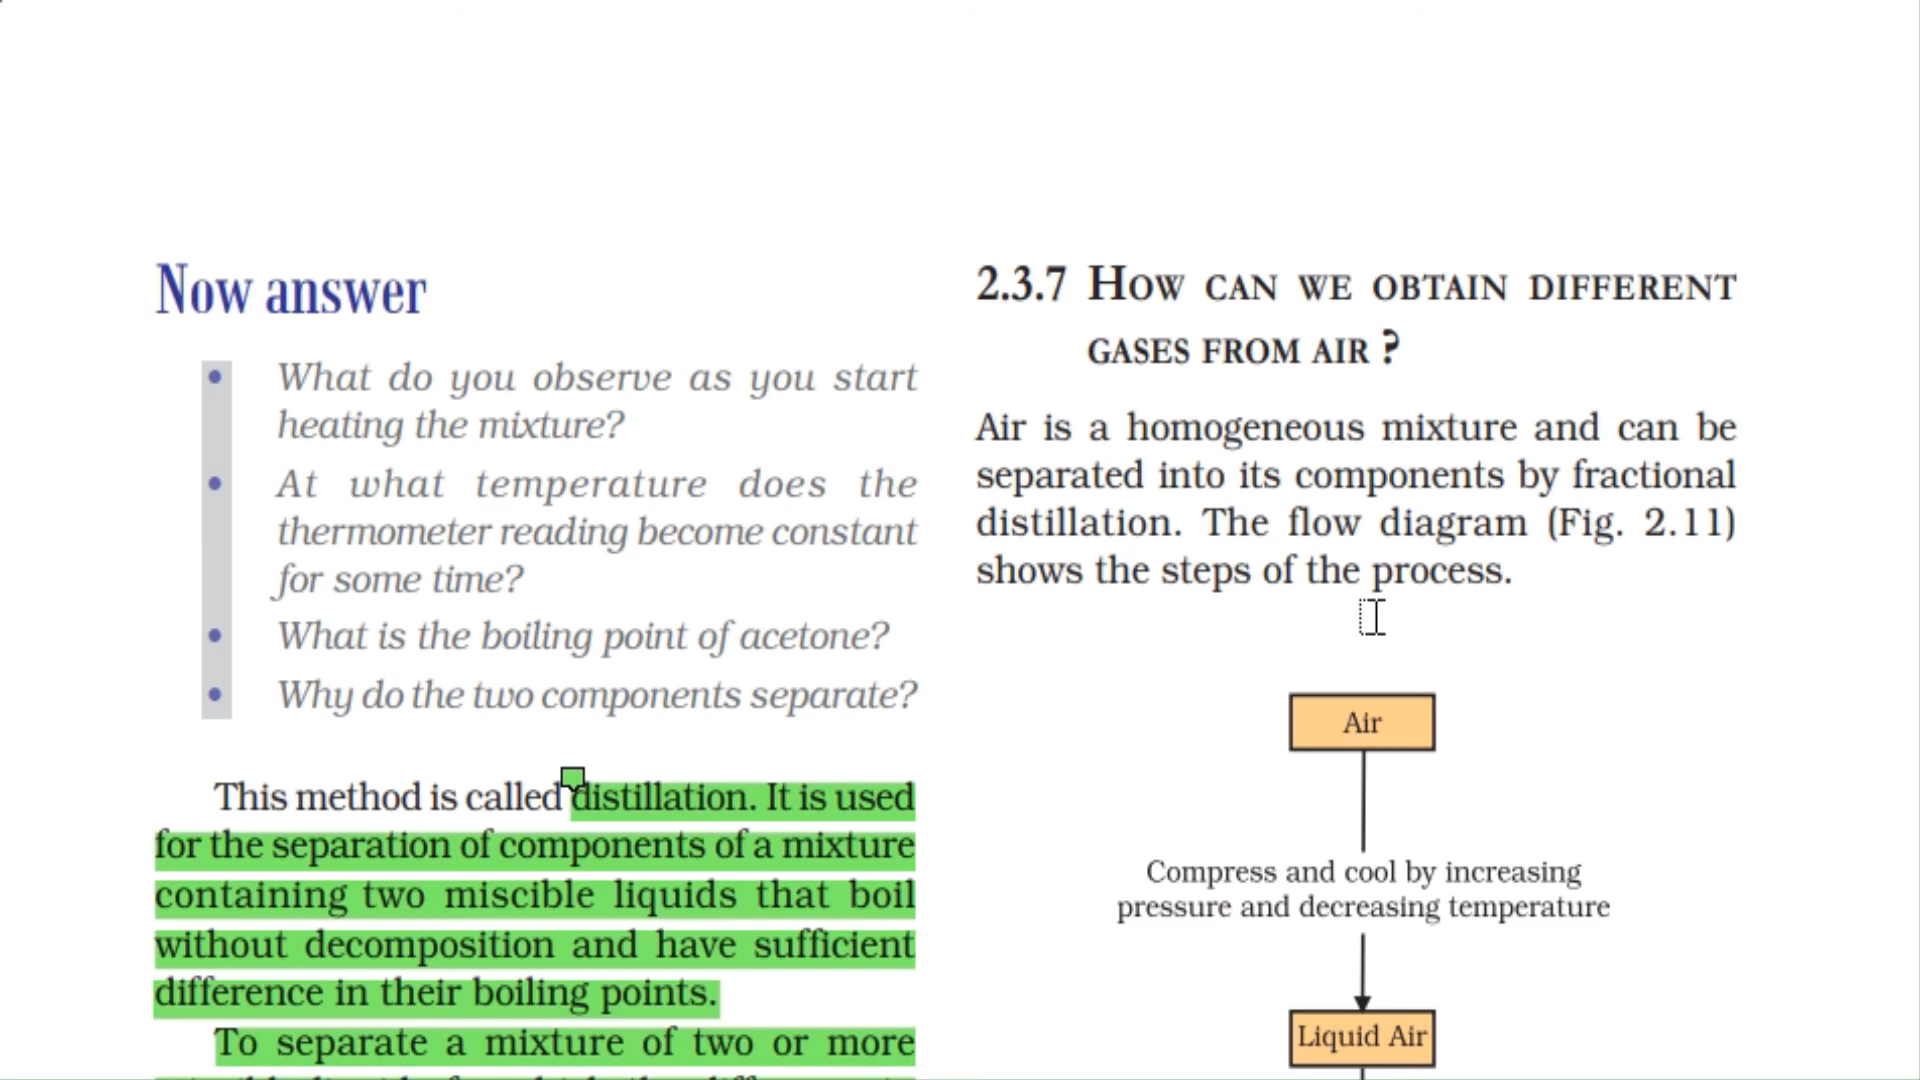 Now answer
• What do you observe as you start
heating the mixture?
• At what temperature does the
thermometer reading become constant
for some time?
• What is the boiling point of acetone?
• Why do the two components separate?
This method is called distillation. It is used
for the separation of components of a mixture
containing two miscible liquids that boil
without decomposition and have sufficient
difference in their boiling points.
To separate a mixture of two or more
2.3.7 HOW CAN WE OBTAIN DIFFERENT
GASES FROM AIR ?
Air is a homogeneous mixture and can be
separated into its components by fractional
distillation. The flow diagram (Fig. 2.11)
shows the steps of the process.
Air
Compress and cool by increasing
pressure and decreasing temperature
Liquid Air